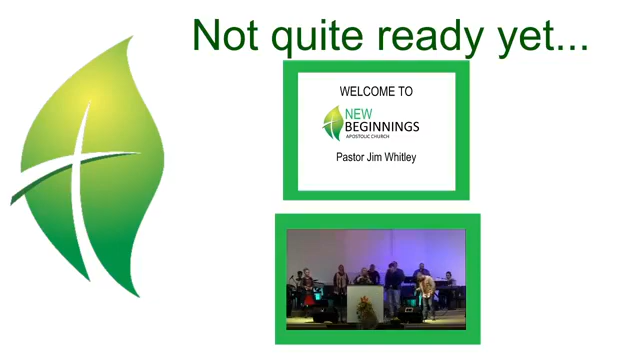 Not quite ready yet...
WELCOME TO
NEW
BEGINNINGS
APOSTOLIC CHURCH
Pastor Jim Whitley